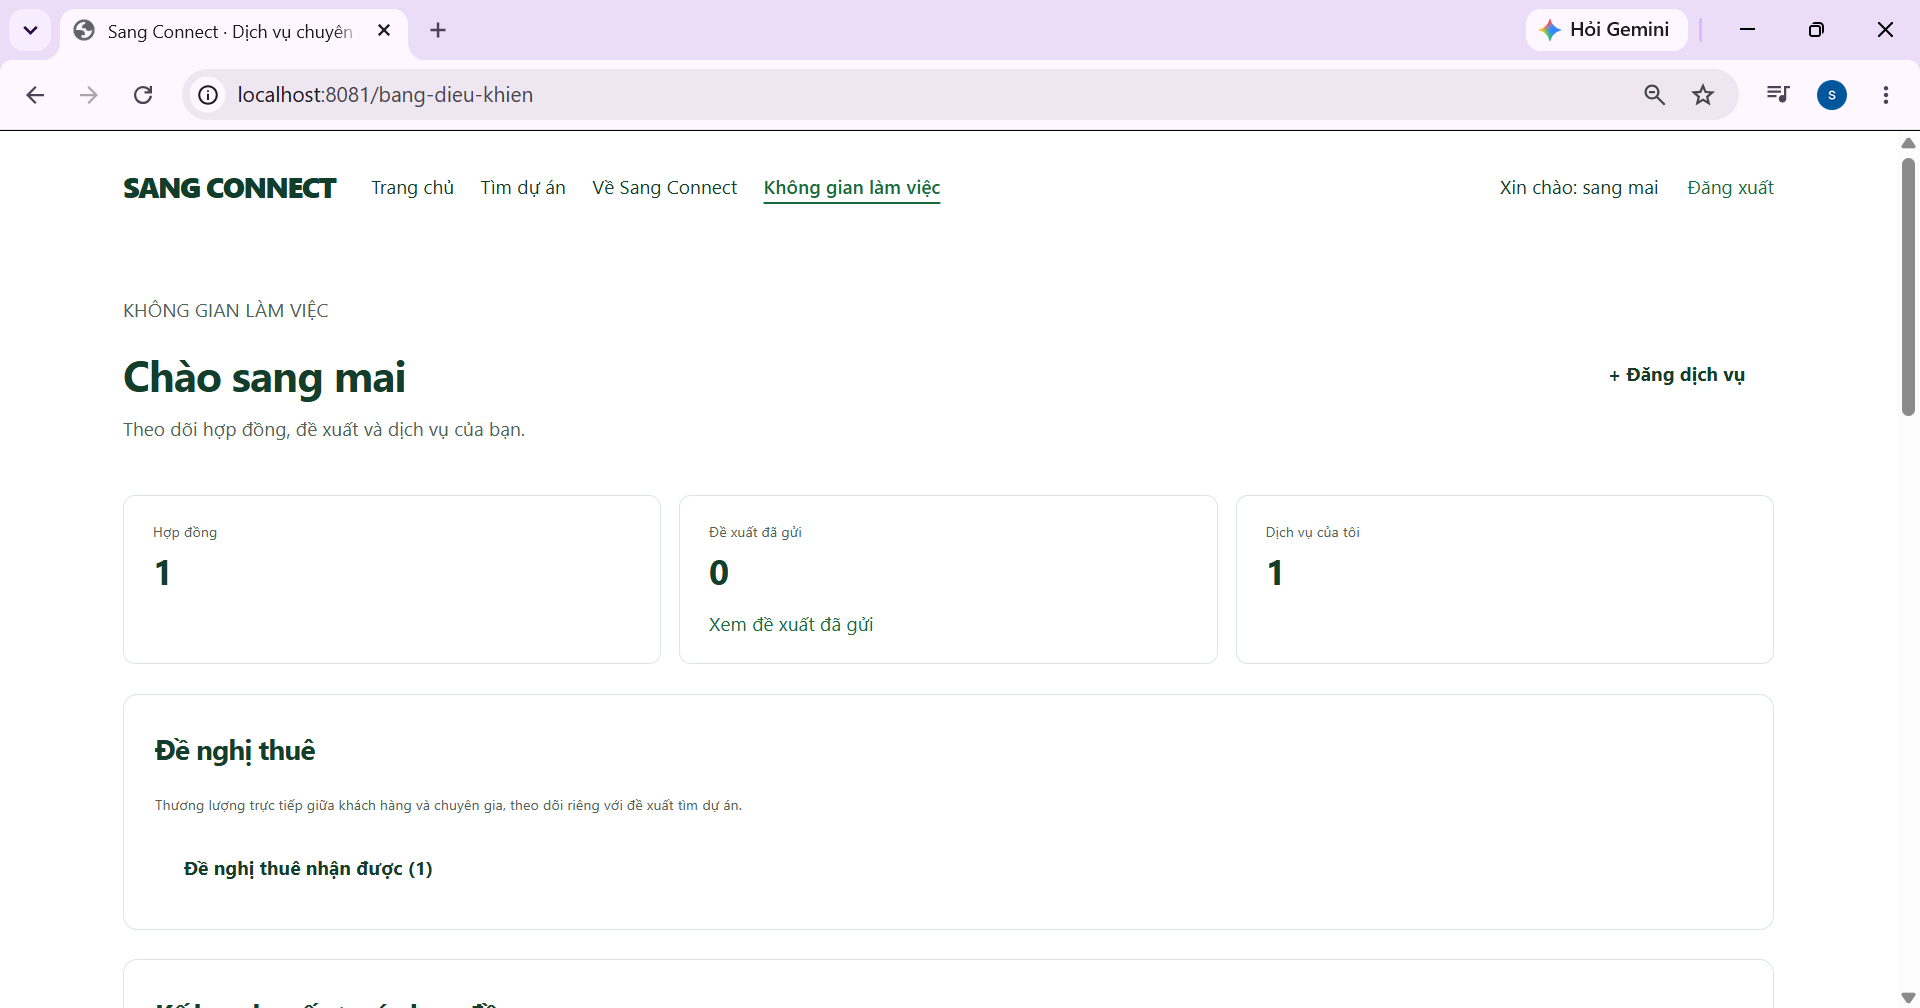 Sang Connect · Dịch vụ chuyên
Hỏi Gemini
localhost:8081/bang-dieu-khien
s
SANG CONNECT
Trang chủ
Tìm dự án
Về Sang Connect
Không gian làm việc
Xin chào: sang mai
Đăng xuất
KHÔNG GIAN LÀM VIỆC
Chào sang mai
+ Đăng dịch vụ
Theo dõi hợp đồng, đề xuất và dịch vụ của bạn.
Hợp đồng
1
Đề xuất đã gửi
0
Xem đề xuất đã gửi
Dịch vụ của tôi
1
Đề nghị thuê
Thương lượng trực tiếp giữa khách hàng và chuyên gia, theo dõi riêng với đề xuất tìm dự án.
Đề nghị thuê nhận được (1)